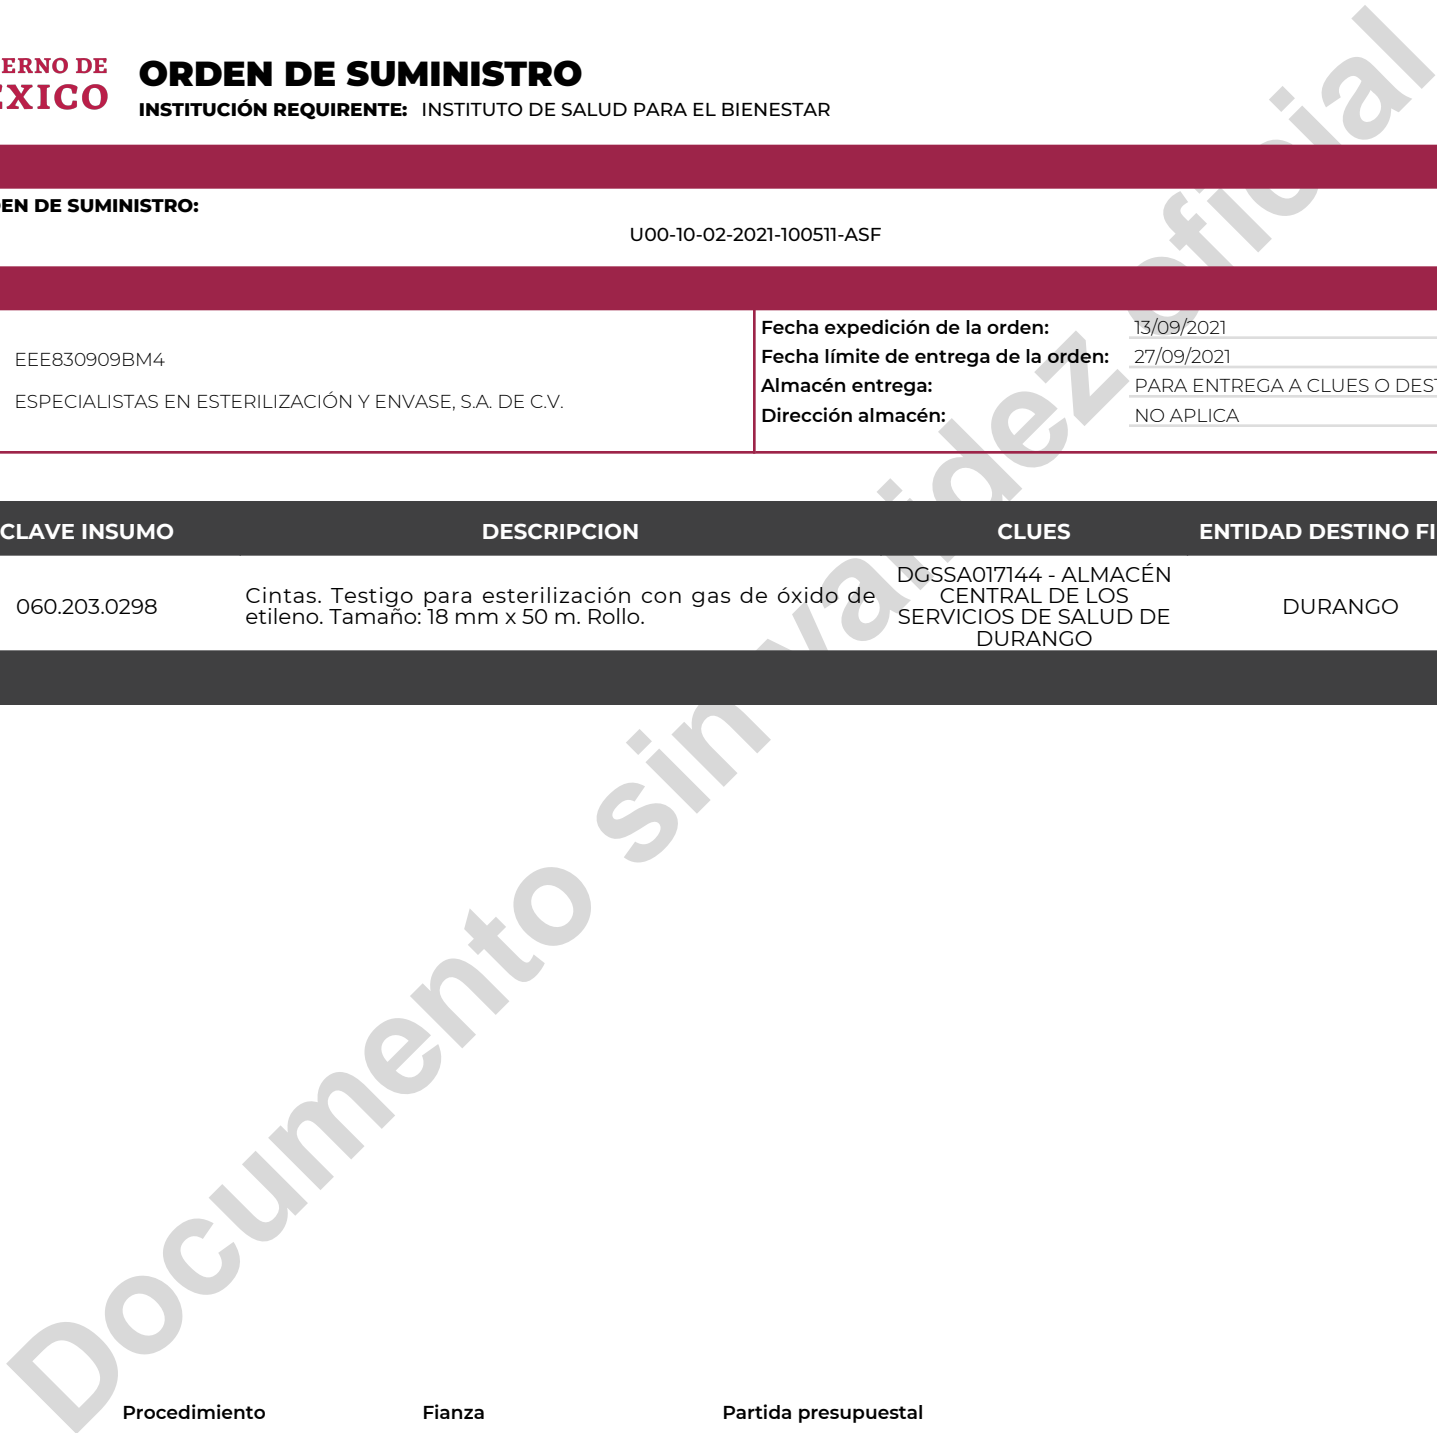 ERNO DE
ÉXICO
ORDEN DE SUMINISTRO
INSTITUCIÓN REQUIRENTE: INSTITUTO DE SALUD PARA EL BIENESTAR
EN DE SUMINISTRO:
U00-10-02-2021-100511-ASF
EEE830909BM4
ESPECIALISTAS EN ESTERILIZACIÓN Y ENVASE, S.A. DE C.V.
Fecha expedición de la orden: 13/09/2021
Fecha límite de entrega de la orden: 27/09/2021
Almacén entrega: PARA ENTREGA A CLUES O DEST
Dirección almacén: NO APLICA
CLAVE INSUMO DESCRIPCION CLUES ENTIDAD DESTINO FI
060.203.0298
Cintas. Testigo para esterilización con gas de óxido de
etileno. Tamaño: 18 mm x 50 m. Rollo.
DGSSA017144 - ALMACÉN
CENTRAL DE LOS
SERVICIOS DE SALUD DE
DURANGO
DURANGO
Documento sin validez oficial
Procedimiento Fianza Partida presupuestal